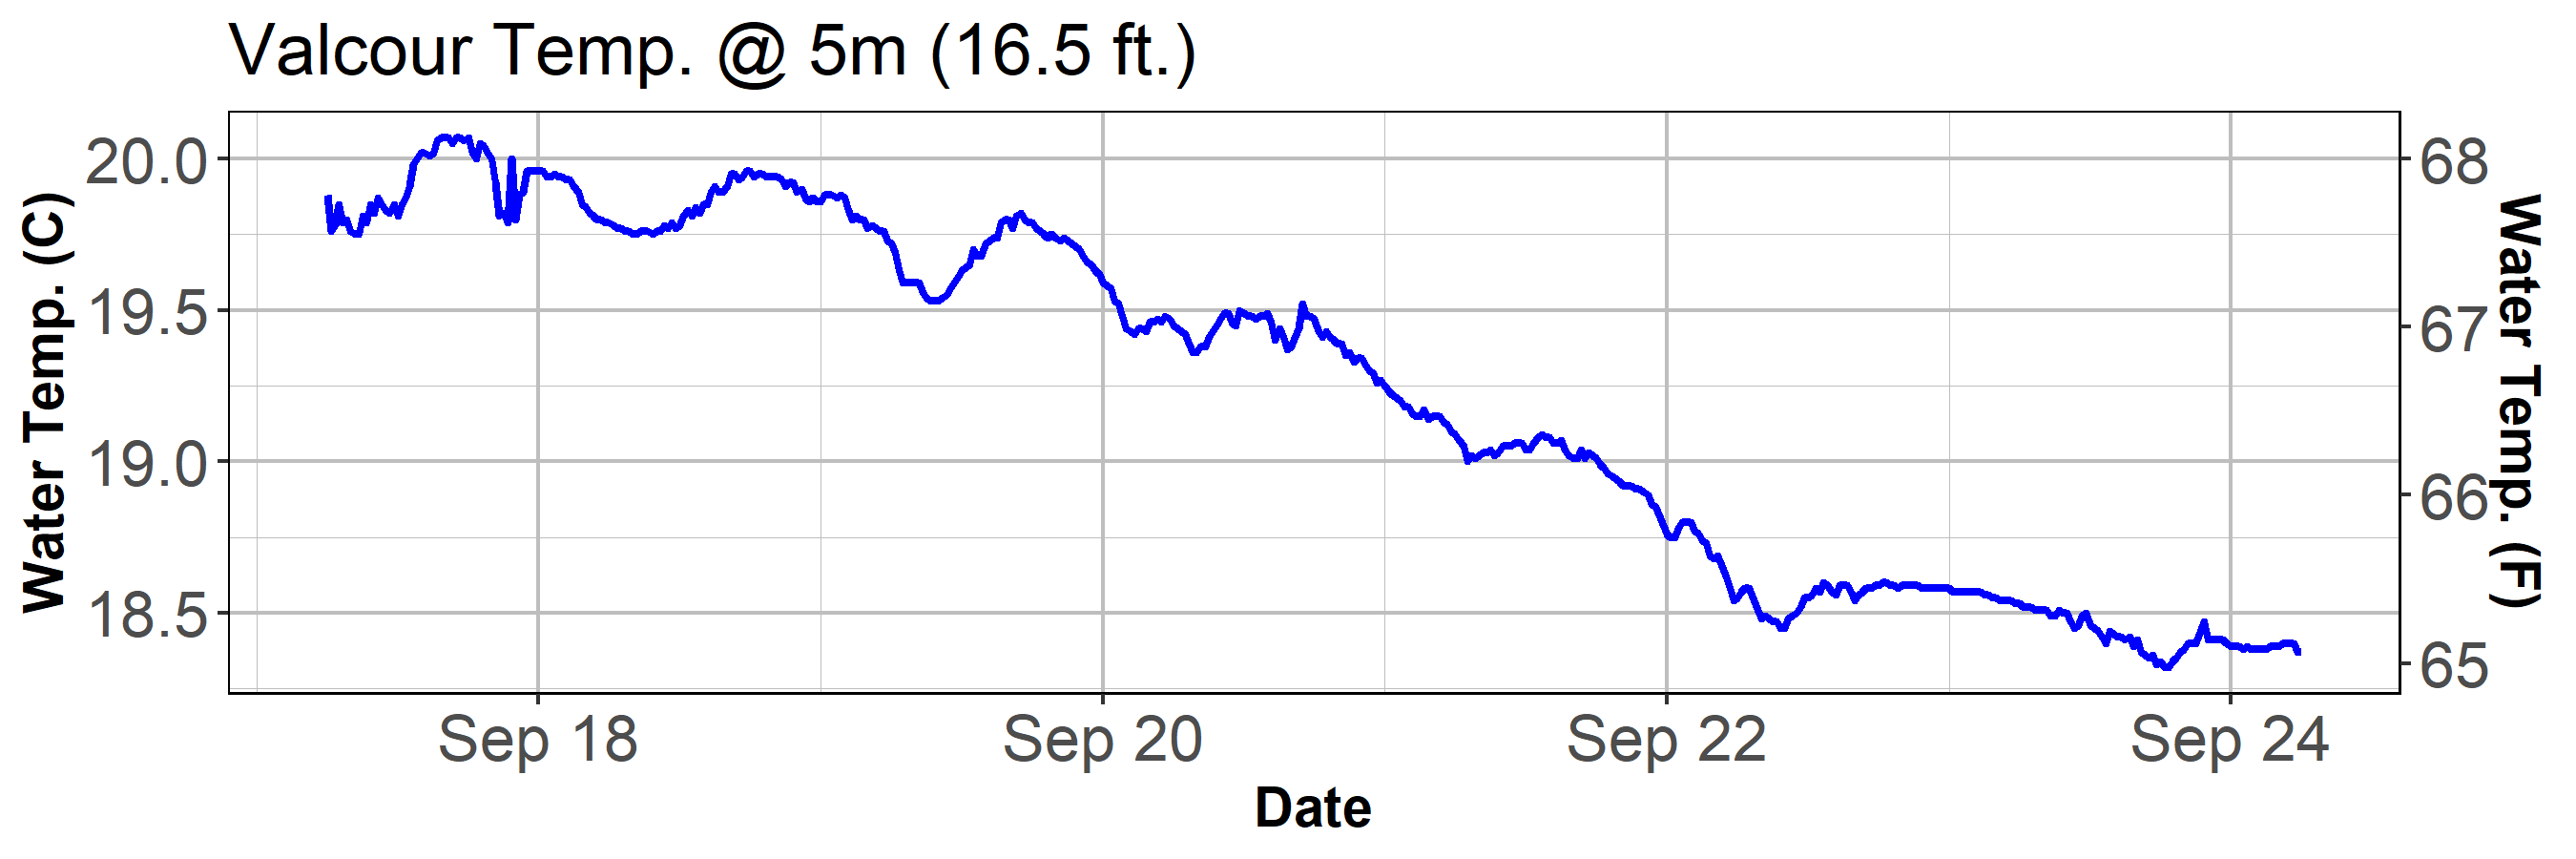 Valcour Temp. @ 5m (16.5 ft.)
Water Temp. (C)
20.0
19.5
19.0
18.5
68
67
66
65
Water Temp. (F)
Sep 18
Sep 20
Sep 22
Sep 24
Date